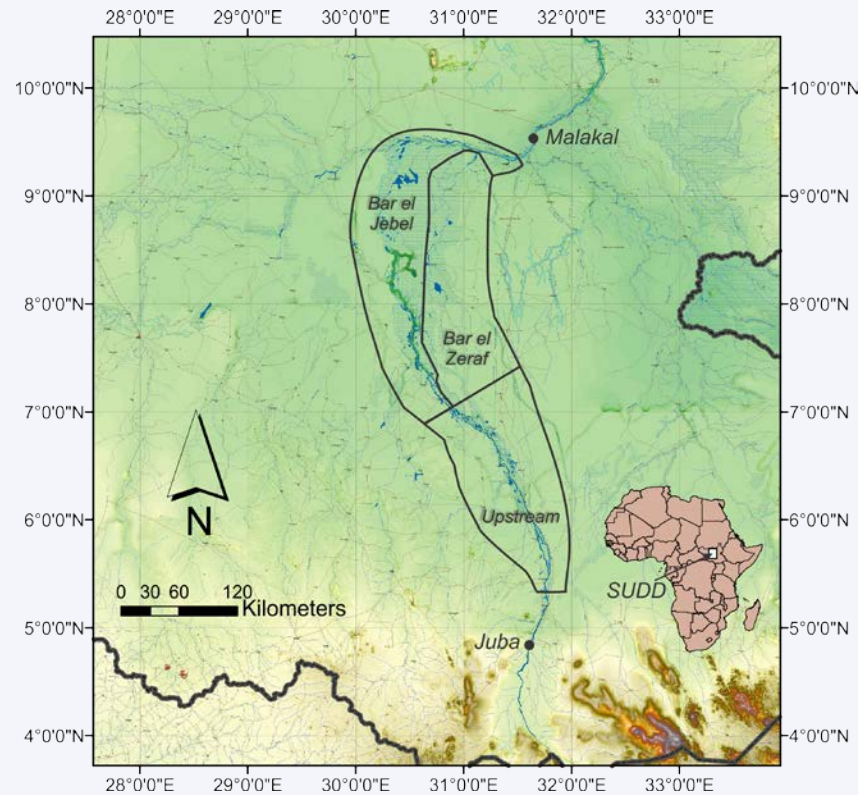 28°0'0"E 29°0'0"E 30°0'0"E 31°0'0"E 32°0'0"E 33°0'0"E
10°0'0"N 10°0'0"N
Malakal
9°0'0"N 9°0'0"N
Bar el
Jebel
8°0'0"N 8°0'0"N
Bar el
Zeraf
7°0'0"N 7°0'0"N
N
6°0'0"N 6°0'0"N
Upstream
SUDD
0 30 60 120
Kilometers
5°0'0"N 5°0'0"N
Juba
4°0'0"N 4°0'0"N
28°0'0"E 29°0'0"E 30°0'0"E 31°0'0"E 32°0'0"E 33°0'0"E